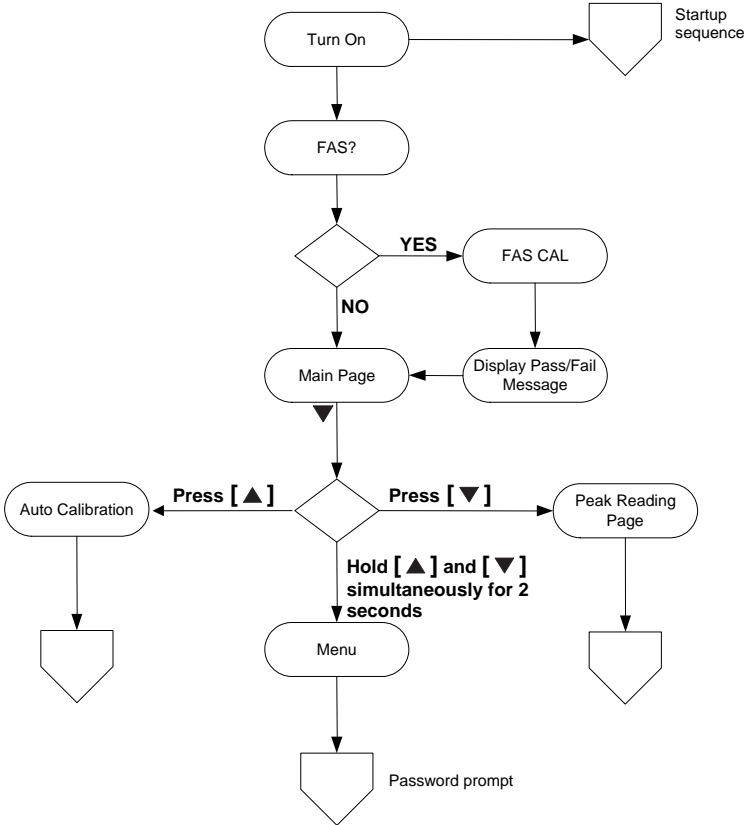 Turn On
Startup
sequence
FAS?
YES
FAS CAL
NO
Main Page
Display Pass/Fail
Message
▼
Auto Calibration
Press [ ▲ ]
Press [ ▼ ]
Peak Reading
Page
Hold [ ▲ ] and [ ▼ ]
simultaneously for 2
seconds
Menu
Password prompt